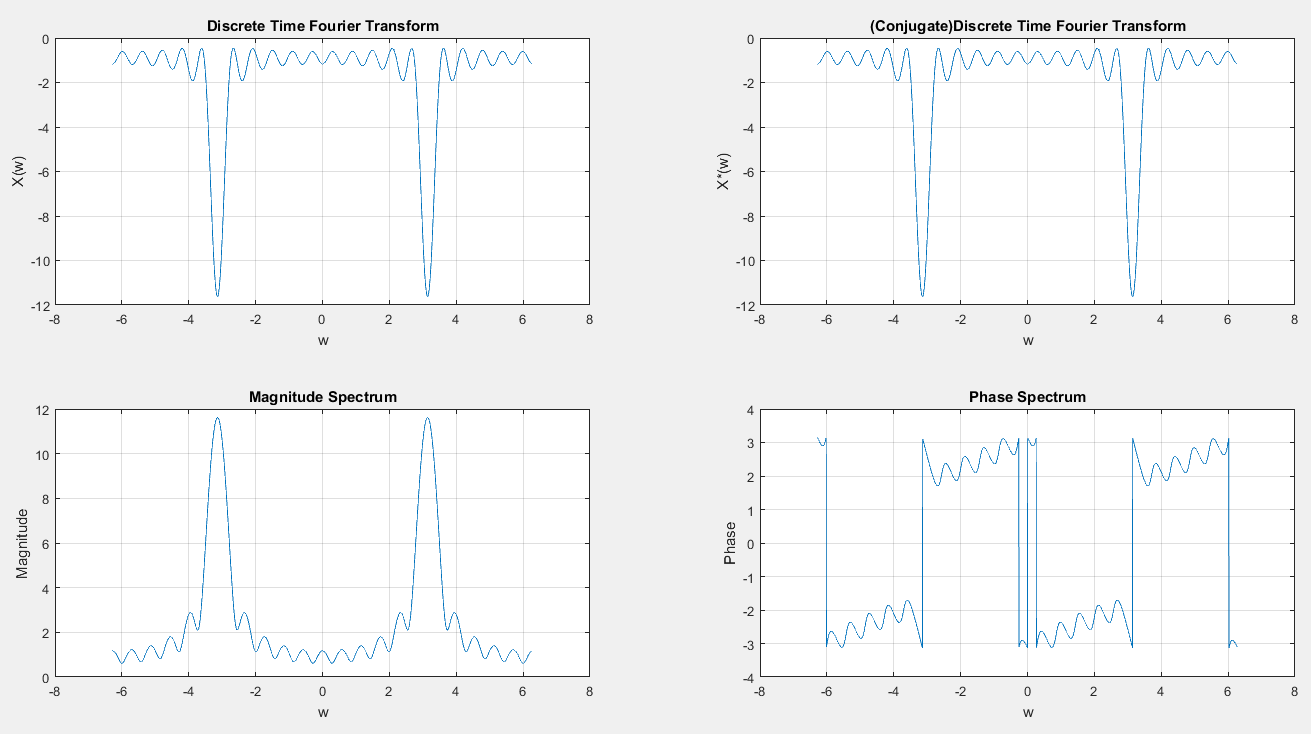 Discrete Time Fourier Transform
0
-2
-4
-6
-8
-10
-12
X(w)
-8 -6 -4 -2 0 2 4 6 8
w
(Conjugate)Discrete Time Fourier Transform
0
-2
-4
-6
-8
-10
-12
X*(w)
-8 -6 -4 -2 0 2 4 6 8
w
Magnitude Spectrum
12
10
8
6
4
2
0
Magnitude
-8 -6 -4 -2 0 2 4 6 8
w
Phase Spectrum
4
3
2
1
0
-1
-2
-3
-4
Phase
-8 -6 -4 -2 0 2 4 6 8
w